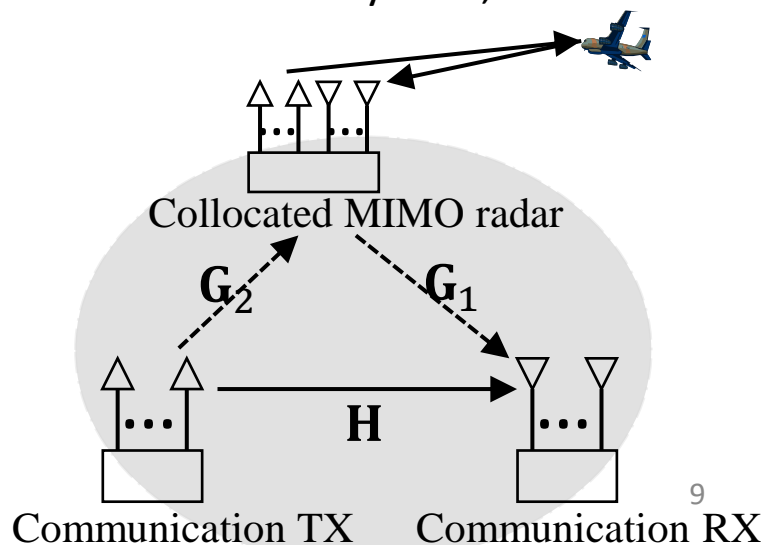 Collocated MIMO radar
G₂
G₁
H
9
Communication TX
Communication RX